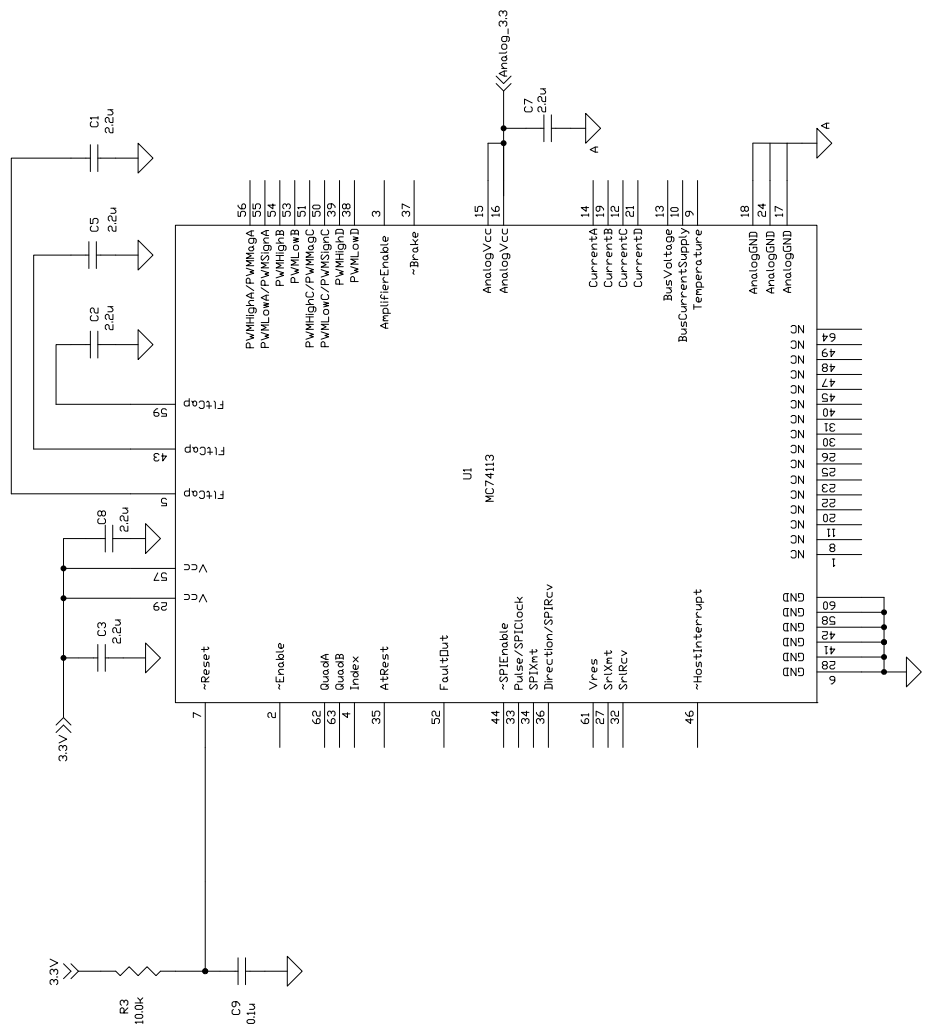 Analog_3.3
C7
2.2u
A
A
C1
2.2u
C5
2.2u
C2
2.2u
56
55
54
53
51
50
39
38
3
37
15
16
14
19
12
21
13
10
9
18
24
17
PWMHighA/PWMMagA
PWMLowA/PWMSignA
PWMHighB
PWMLowB
PWMHighC/PWMMagC
PWMLowC/PWMSignC
PWMHighD
PWMLowD
AmplifierEnable
~Brake
AnalogVcc
AnalogVcc
CurrentA
CurrentB
CurrentC
CurrentD
BusVoltage
BusCurrentSupply
Temperature
AnalogGND
AnalogGND
AnalogGND
59
FltCap
43
FltCap
5
FltCap
C8
2.2u
57
Vcc
29
Vcc
C3
2.2u
3.3V
U1
MC74113
NC
64
NC
49
NC
48
NC
47
NC
45
NC
40
NC
31
NC
30
NC
26
NC
25
NC
23
NC
22
NC
20
NC
11
NC
8
NC
1
GND
60
GND
58
GND
42
GND
41
GND
28
GND
6
~Reset
~Enable
QuadA
QuadB
Index
AtRest
FaultOut
~SPIEnable
Pulse/SPIClock
SPIXmt
Direction/SPIRcv
Vres
SrlXmt
SrlRcv
~HostInterrupt
7
2
62
63
4
35
52
44
33
34
36
61
27
32
46
3.3V
R3
10.0k
C9
0.1u